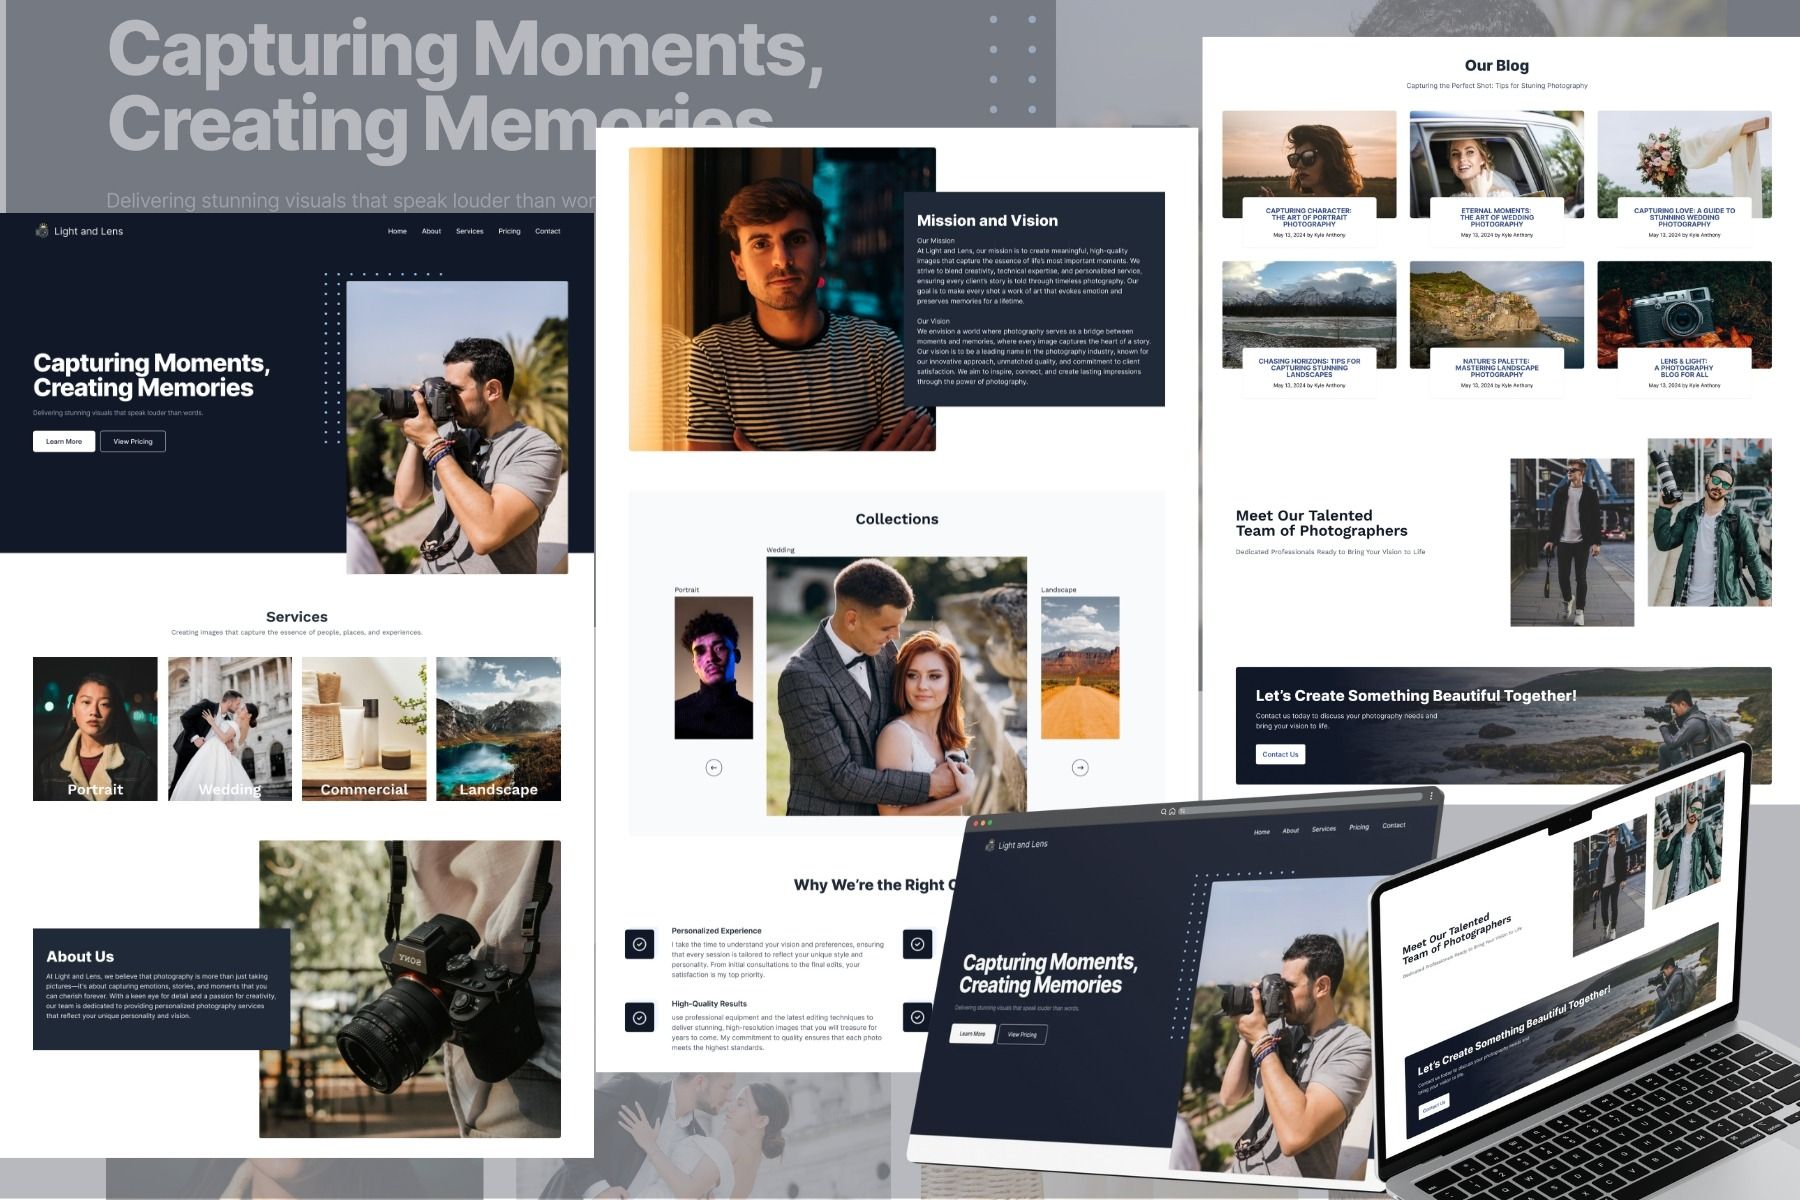 Capturing Moments,
Creating Memories
Delivering stunning visuals that speak louder than wor
Light and Lens
Home About Services Pricing Contact
Capturing Moments,
Creating Memories
Delivering stunning visuals that speak louder than words.
Learn More View Pricing
Services
Creating images that capture the essence of people, places, and experiences.
Portrait Wedding Commercial Landscape
About Us
At Light and Lens, we believe that photography is more than just taking
pictures—it's about capturing emotions, stories, and moments that you
can cherish forever. With a keen eye for detail and a passion for creativity,
our team is dedicated to providing personalized photography services
that reflect your unique personality and vision.
SONY
Mission and Vision
Our Mission
At Light and Lens, our mission is to create meaningful, high-quality
images that capture the essence of life's most important moments. We
strive to blend creativity, technical expertise, and personalized service,
ensuring every client's story is told through timeless photography. Our
goal is to make every shot a work of art that evokes emotion and
preserves memories for a lifetime.
Our Vision
We envision a world where photography serves as a bridge between
moments and memories, where every image captures the heart of a story.
Our vision is to be a leading name in the photography industry, known for
our innovative approach, unmatched quality, and commitment to client
satisfaction. We aim to inspire, connect, and create lasting impressions
through the power of photography.
Collections
Wedding
Portrait
Landscape
Why We're the Right C
Personalized Experience
I take the time to understand your vision and preferences, ensuring
that every session is tailored to reflect your unique style and
personality. From initial consultations to the final edits, your
satisfaction is my top priority.
High-Quality Results
use professional equipment and the latest editing techniques to
deliver stunning, high-resolution images that you will treasure for
years to come. My commitment to quality ensures that each photo
meets the highest standards.
Our Blog
Capturing the Perfect Shot: Tips for Stuning Photography
CAPTURING CHARACTER:
THE ART OF PORTRAIT
PHOTOGRAPHY
May 13, 2024 by Kyle Anthony
ETERNAL MOMENTS:
THE ART OF WEDDING
PHOTOGRAPHY
May 13, 2024 by Kyle Anthony
CAPTURING LOVE: A GUIDE TO
STUNNING WEDDING
PHOTOGRAPHY
May 13, 2024 by Kyle Anthony
CHASING HORIZONS: TIPS FOR
CAPTURING STUNNING
LANDSCAPES
May 13, 2024 by Kyle Anthony
NATURE'S PALETTE:
MASTERING LANDSCAPE
PHOTOGRAPHY
May 13, 2024 by Kyle Anthony
LENS & LIGHT:
A PHOTOGRAPHY
BLOG FOR ALL
May 13, 2024 by Kyle Anthony
Meet Our Talented
Team of Photographers
Dedicated Professionals Ready to Bring Your Vision to Life
Let's Create Something Beautiful Together!
Contact us today to discuss your photography needs and
bring your vision to life.
Contact Us
Light and Lens
Home About Services Pricing Contact
Capturing Moments,
Creating Memories
Delivering stunning visuals that speak louder than words.
Learn More View Pricing
Meet Our Talented
Team of Photographers
Dedicated Professionals Ready to Bring Your Vision to Life
Let's Create Something Beautiful Together!
Contact us today to discuss your photography needs and
bring your vision to life.
Contact Us